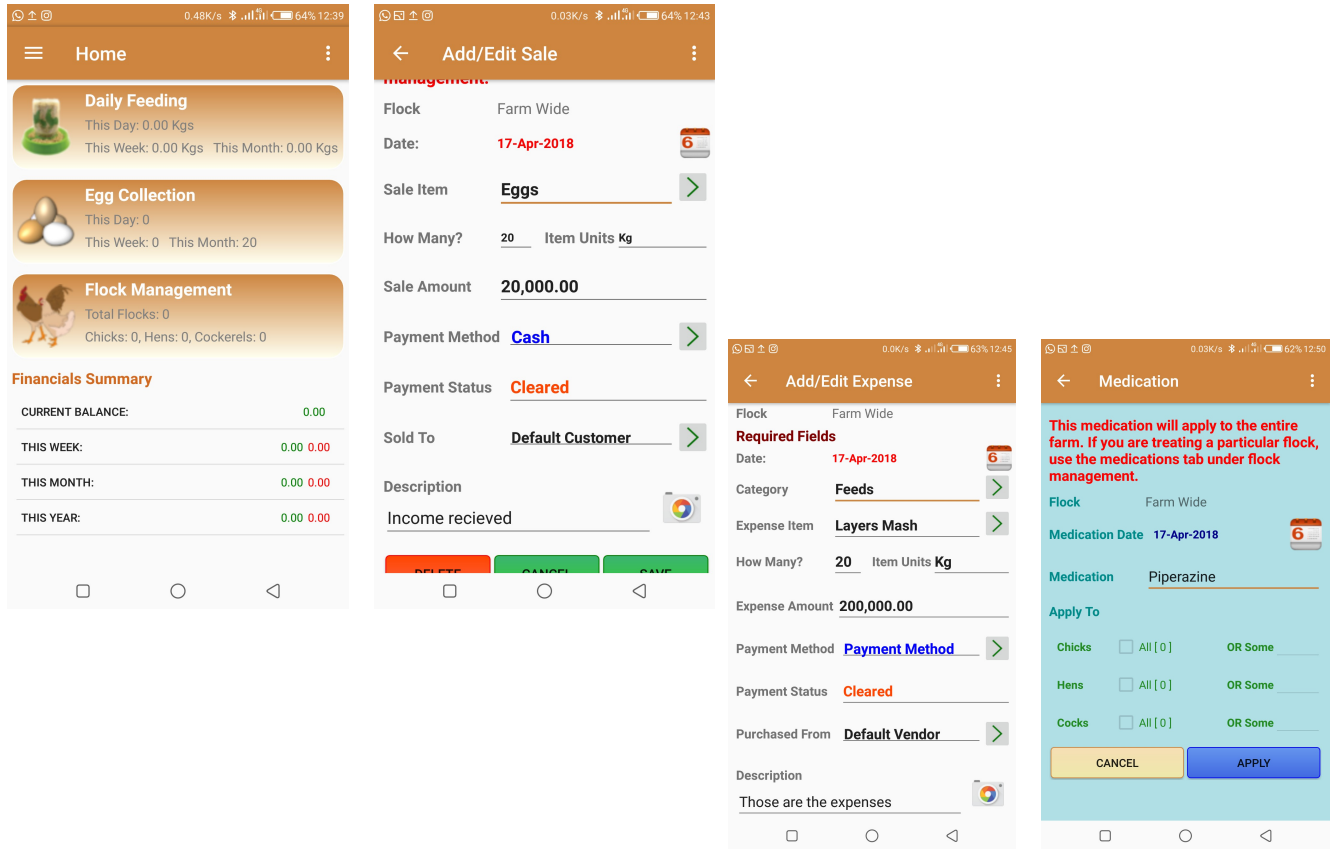 0.48K/s 4G 64% 12:39
Home
Daily Feeding
This Day: 0.00 Kgs
This Week: 0.00 Kgs This Month: 0.00 Kgs
Egg Collection
This Day: 0
This Week: 0 This Month: 20
Flock Management
Total Flocks: 0
Chicks: 0, Hens: 0, Cockerels: 0
Financials Summary
CURRENT BALANCE: 0.00
THIS WEEK: 0.00 0.00
THIS MONTH: 0.00 0.00
THIS YEAR: 0.00 0.00
0.03K/s 4G 64% 12:43
Add/Edit Sale
management.
Flock Farm Wide
Date: 17-Apr-2018 6
Sale Item Eggs
How Many? 20 Item Units Kg
Sale Amount 20,000.00
Payment Method Cash
Payment Status Cleared
Sold To Default Customer
Description
Income recieved
DELETE CANCEL SAVE
0.0K/s 4G 63% 12:45
Add/Edit Expense
Flock Farm Wide
Required Fields
Date: 17-Apr-2018 6
Category Feeds
Expense Item Layers Mash
How Many? 20 Item Units Kg
Expense Amount 200,000.00
Payment Method Payment Method
Payment Status Cleared
Purchased From Default Vendor
Description
Those are the expenses
0.03K/s 4G 62% 12:50
Medication
This medication will apply to the entire
farm. If you are treating a particular flock,
use the medications tab under flock
management.
Flock Farm Wide
Medication Date 17-Apr-2018 6
Medication Piperazine
Apply To
Chicks All [ 0 ] OR Some
Hens All [ 0 ] OR Some
Cocks All [ 0 ] OR Some
CANCEL APPLY